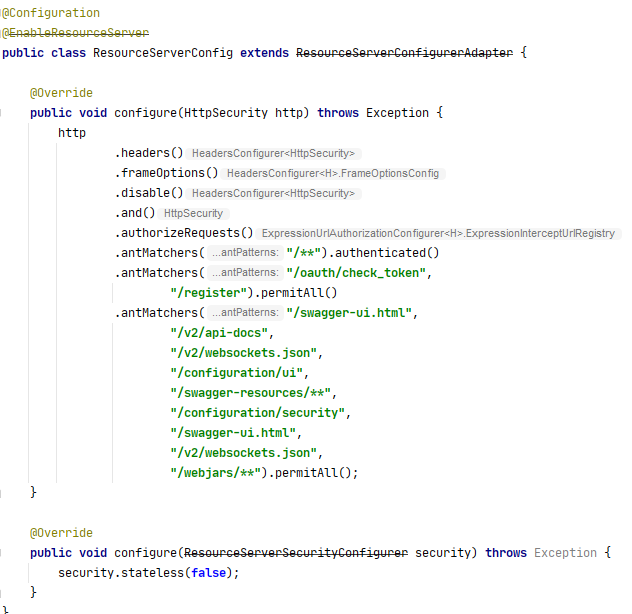 @Configuration
@EnableResourceServer
public class ResourceServerConfig extends ResourceServerConfigurerAdapter {
@Override
public void configure(HttpSecurity http) throws Exception {
http
.headers() HeadersConfigurer<HttpSecurity>
.frameOptions() HeadersConfigurer<H>.FrameOptionsConfig
.disable() HeadersConfigurer<HttpSecurity>
.and() HttpSecurity
.authorizeRequests() ExpressionUrlAuthorizationConfigurer<H>.ExpressionInterceptUrlRegistry
.antMatchers( ...antPatterns: "/**").authenticated()
.antMatchers( ...antPatterns: "/oauth/check_token",
"/register").permitAll()
.antMatchers( ...antPatterns: "/swagger-ui.html",
"/v2/api-docs",
"/v2/websockets.json",
"/configuration/ui",
"/swagger-resources/**",
"/configuration/security",
"/swagger-ui.html",
"/v2/websockets.json",
"/webjars/**").permitAll();
}
@Override
public void configure(ResourceServerSecurityConfigurer security) throws Exception {
security.stateless(false);
}
}